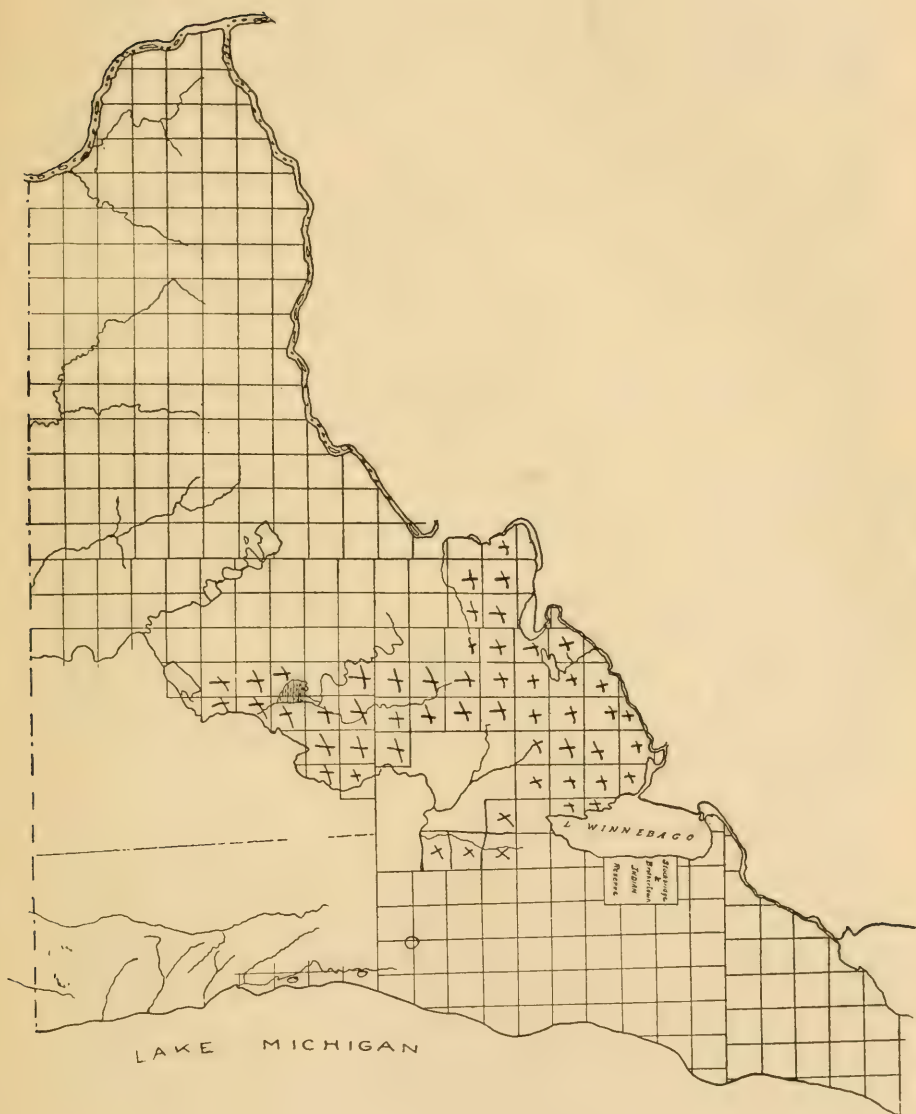 L WINNEBAGO
Stockbridge
&
Brothertown
INDIAN
Reserve
LAKE MICHIGAN